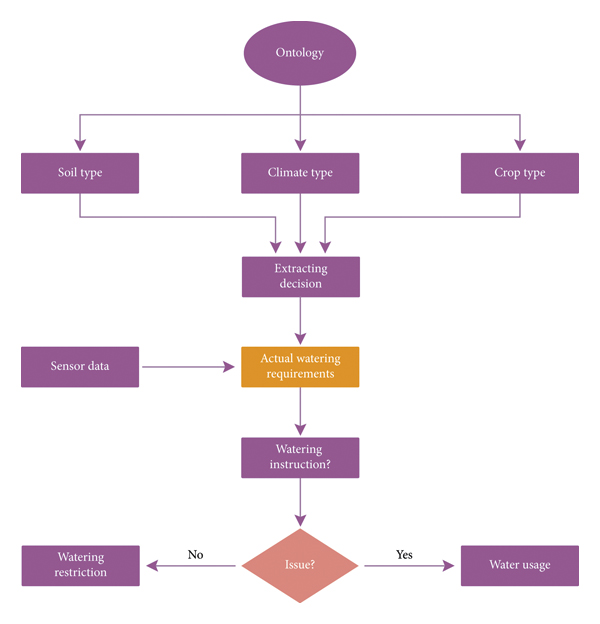 Ontology
Soil type
Climate type
Crop type
Extracting
decision
Sensor data
Actual watering
requirements
Watering
instruction?
Watering
restriction
No
Issue?
Yes
Water usage